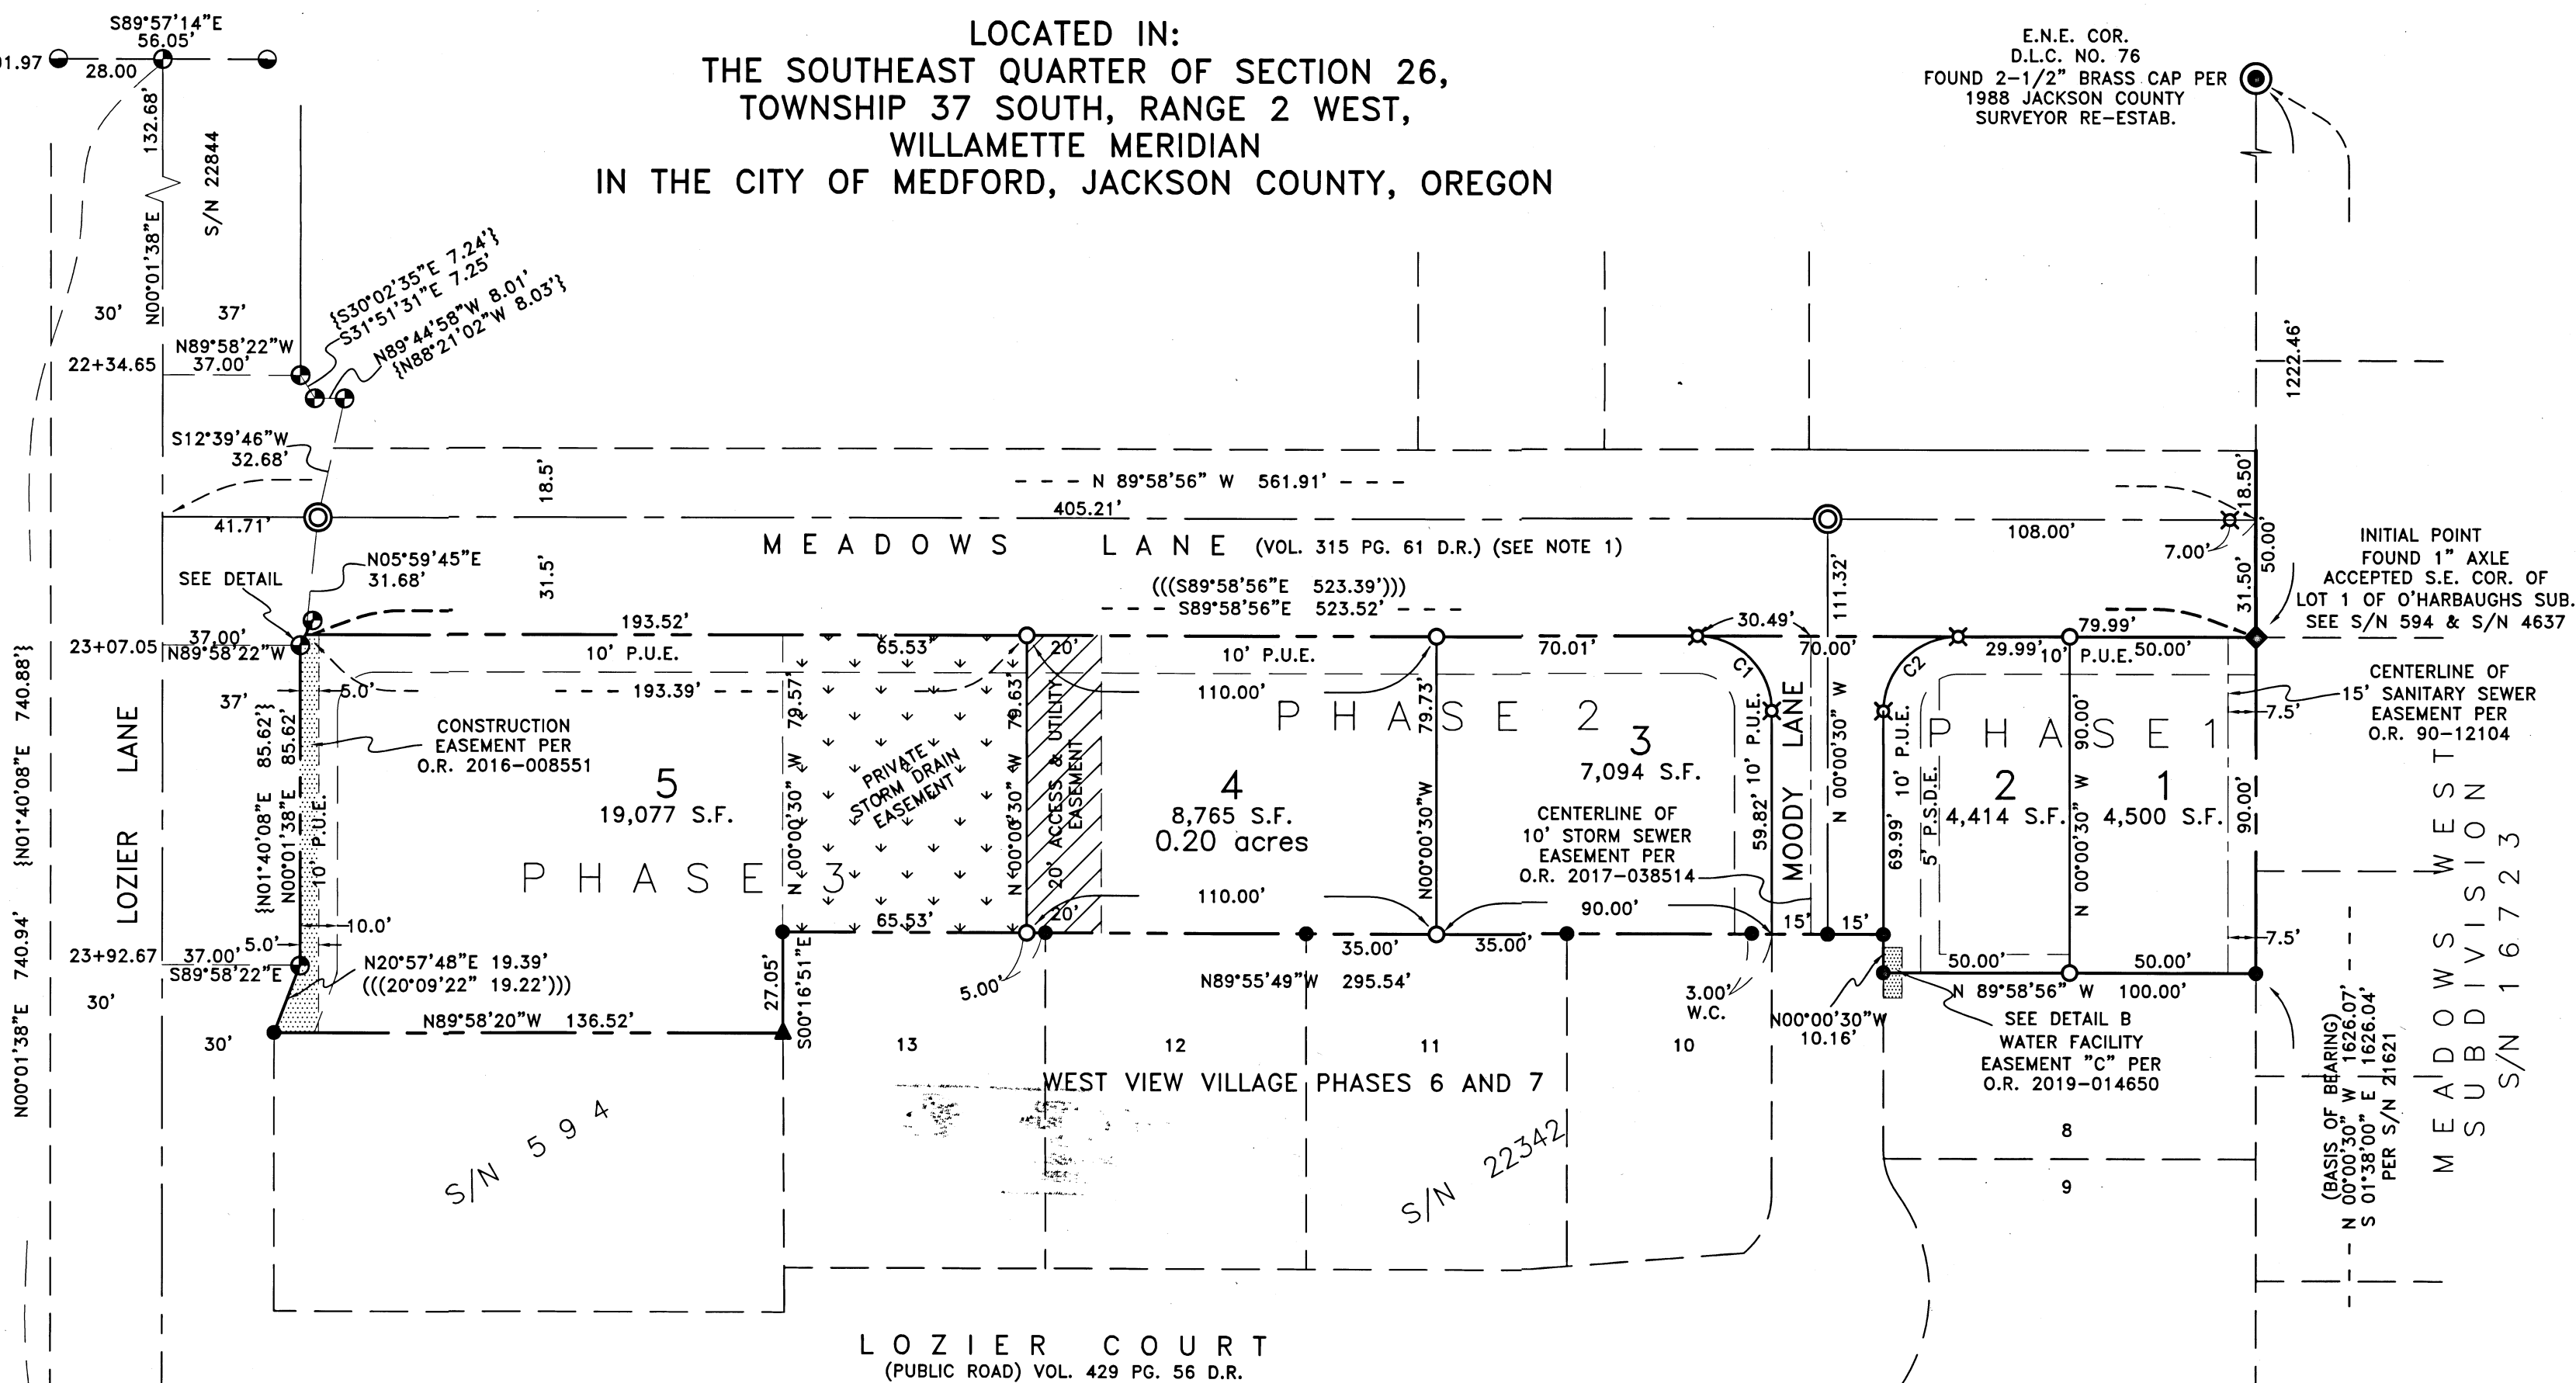 LOCATED IN:
THE SOUTHEAST QUARTER OF SECTION 26,
TOWNSHIP 37 SOUTH, RANGE 2 WEST,
WILLAMETTE MERIDIAN
IN THE CITY OF MEDFORD, JACKSON COUNTY, OREGON
S89°57'14"E
56.05'
01.97
28.00
132.68'
N00°01'38"E
S/N 22844
30'
37'
E.N.E. COR.
D.L.C. NO. 76
FOUND 2-1/2" BRASS CAP PER
1988 JACKSON COUNTY
SURVEYOR RE-ESTAB.
1222.46'
{S30°02'35"E 7.24'}
S31°51'31"E 7.25'
N89°44'58"W 8.01'
{N88°21'02"W 8.03'}
N89°58'22"W
37.00'
22+34.65
S12°39'46"W
32.68'
18.5'
N 89°58'56" W 561.91'
405.21'
41.71'
108.00'
18.50'
7.00'
50.00'
31.50'
MEADOWS LANE (VOL. 315 PG. 61 D.R.) (SEE NOTE 1)
INITIAL POINT
FOUND 1" AXLE
ACCEPTED S.E. COR. OF
LOT 1 OF O'HARBAUGHS SUB.
SEE S/N 594 & S/N 4637
N05°59'45"E
31.68'
SEE DETAIL
31.5'
(((S89°58'56"E 523.39')))
S89°58'56"E 523.52'
111.32'
30.49'
79.99'
23+07.05
37.00'
N89°58'22"W
193.52'
10' P.U.E.
65.53'
20'
10' P.U.E.
70.01'
70.00'
29.99'
10' P.U.E.
50.00'
C1
C2
5.0'
193.39'
110.00'
37'
CENTERLINE OF
15' SANITARY SEWER
EASEMENT PER
O.R. 90-12104
7.5'
CONSTRUCTION
EASEMENT PER
O.R. 2016-008551
{N01°40'08"E 85.62'}
N00°01'38"E 85.62'
10' P.U.E.
5
19,077 S.F.
PHASE 3
N 00°00'30" W 79.57'
PRIVATE
STORM DRAIN
EASEMENT
N 00°00'30" W 79.63'
20' ACCESS & UTILITY
EASEMENT
4
8,765 S.F.
0.20 acres
N00°00'30"W 79.73'
PHASE 2
3
7,094 S.F.
CENTERLINE OF
10' STORM SEWER
EASEMENT PER
O.R. 2017-038514
59.82'
10' P.U.E.
MOODY LANE
N 00°00'30" W
69.99'
10' P.U.E.
5' P.S.D.E.
PHASE 1
2
4,414 S.F.
N 00°00'30" W 90.00'
1
4,500 S.F.
90.00'
{N01°40'08"E 740.88'}
N00°01'38"E 740.94'
LOZIER LANE
10.0'
5.0'
65.53'
20'
110.00'
90.00'
35.00'
35.00'
15'
15'
7.5'
23+92.67
37.00'
S89°58'22"E
N20°57'48"E 19.39'
(((20°09'22" 19.22')))
30'
30'
N89°58'20"W 136.52'
27.05'
S00°16'51"E
5.00'
N89°55'49"W 295.54'
3.00'
W.C.
N00°00'30"W
10.16'
50.00'
50.00'
N 89°58'56" W 100.00'
SEE DETAIL B
WATER FACILITY
EASEMENT "C" PER
O.R. 2019-014650
13
12
11
10
WEST VIEW VILLAGE PHASES 6 AND 7
S/N 594
S/N 22342
8
9
(BASIS OF BEARING)
N 00°00'30" W 1626.07'
S 01°38'00" E 1626.04'
PER S/N 21621
MEADOWS WEST
SUBDIVISION
S/N 16723
LOZIER COURT
(PUBLIC ROAD) VOL. 429 PG. 56 D.R.